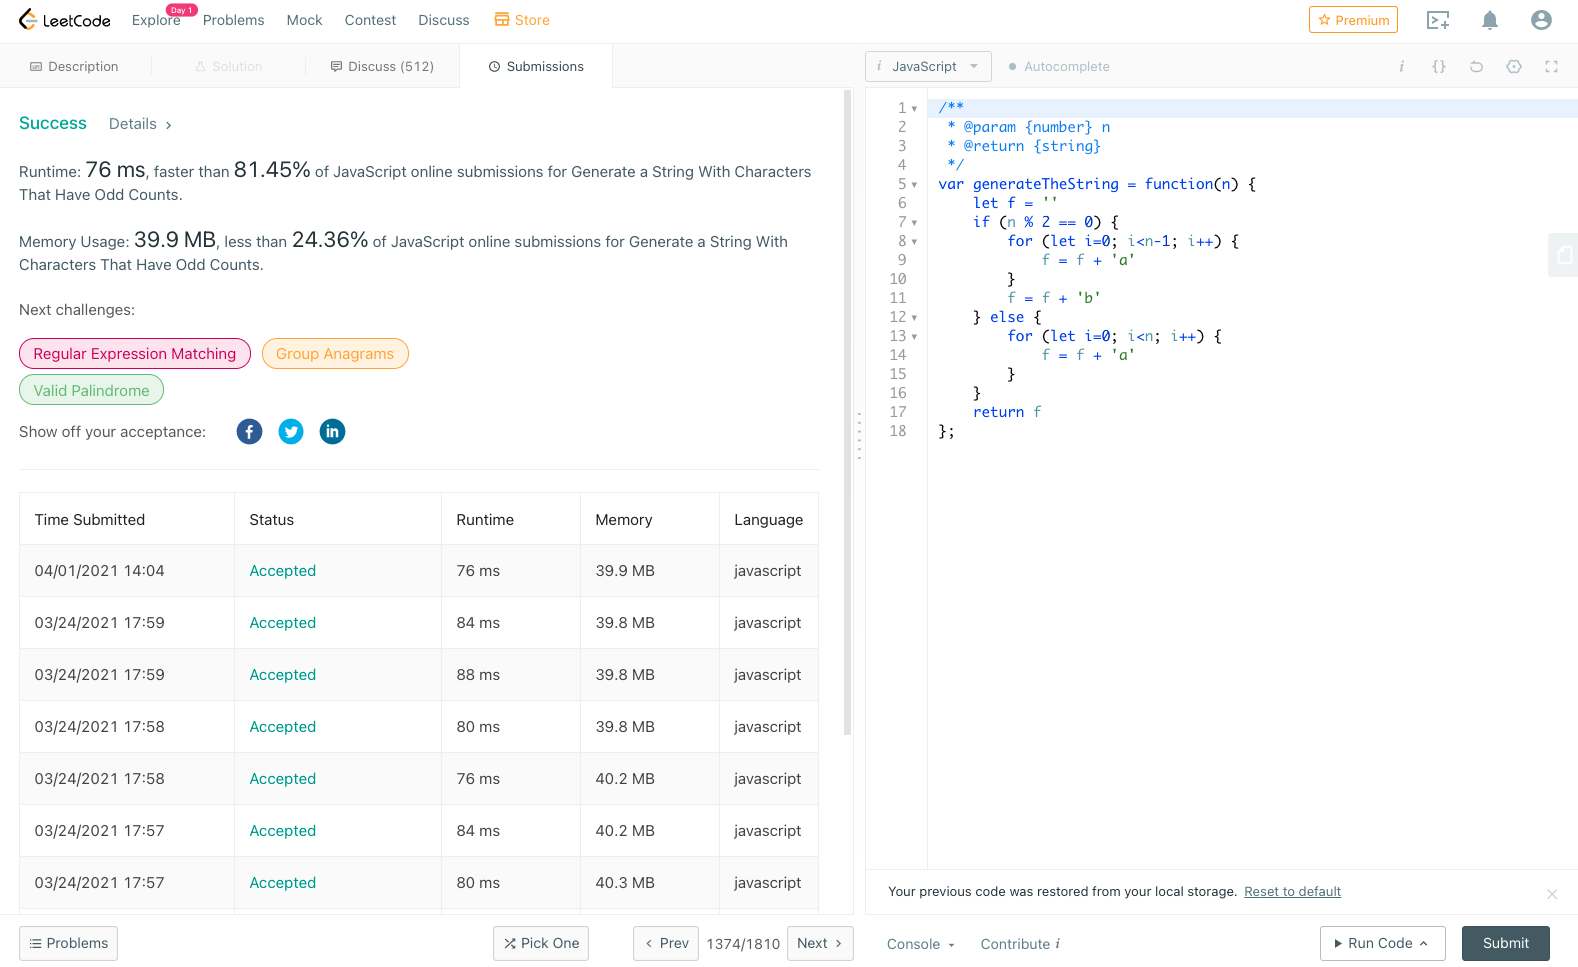 LeetCode Explore Day 1 Problems Mock Contest Discuss Store Premium
Description Solution Discuss (512) Submissions
Success Details >
Runtime: 76 ms, faster than 81.45% of JavaScript online submissions for Generate a String With Characters
That Have Odd Counts.
Memory Usage: 39.9 MB, less than 24.36% of JavaScript online submissions for Generate a String With
Characters That Have Odd Counts.
Next challenges:
Regular Expression Matching Group Anagrams
Valid Palindrome
Show off your acceptance:
Time Submitted Status Runtime Memory Language
04/01/2021 14:04 Accepted 76 ms 39.9 MB javascript
03/24/2021 17:59 Accepted 84 ms 39.8 MB javascript
03/24/2021 17:59 Accepted 88 ms 39.8 MB javascript
03/24/2021 17:58 Accepted 80 ms 39.8 MB javascript
03/24/2021 17:58 Accepted 76 ms 40.2 MB javascript
03/24/2021 17:57 Accepted 84 ms 40.2 MB javascript
03/24/2021 17:57 Accepted 80 ms 40.3 MB javascript
Problems Pick One < Prev 1374/1810 Next >
i JavaScript Autocomplete i {}
1 /**
2  * @param {number} n
3  * @return {string}
4  */
5 var generateTheString = function(n) {
6     let f = ''
7     if (n % 2 == 0) {
8         for (let i=0; i<n-1; i++) {
9             f = f + 'a'
10         }
11         f = f + 'b'
12     } else {
13         for (let i=0; i<n; i++) {
14             f = f + 'a'
15         }
16     }
17     return f
18 };
Your previous code was restored from your local storage. Reset to default
Console Contribute i Run Code Submit